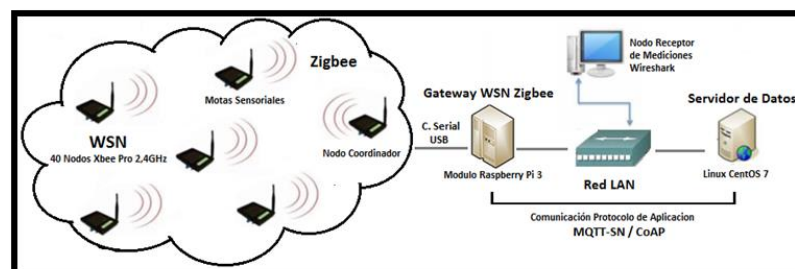 Zigbee
Motas Sensoriales
WSN
40 Nodos Xbee Pro 2,4GHz
Nodo Coordinador
C. Serial
USB
Gateway WSN Zigbee
Modulo Raspberry Pi 3
Nodo Receptor
de Mediciones
Wireshark
Red LAN
Servidor de Datos
Linux CentOS 7
Comunicación Protocolo de Aplicacion
MQTT-SN / CoAP